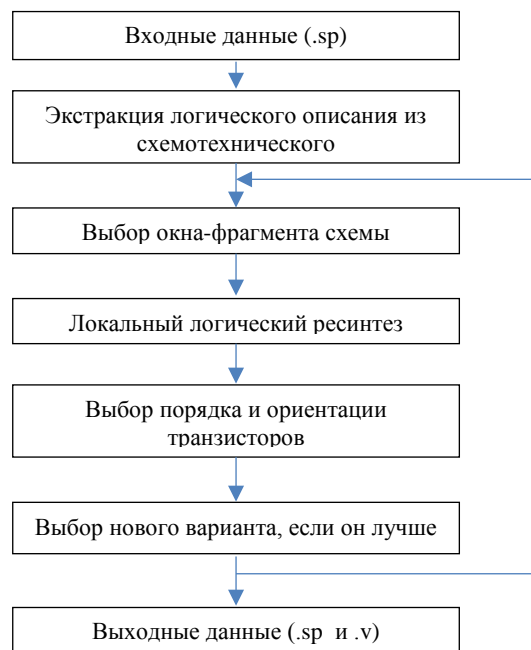 Входные данные (.sp)
Экстракция логического описания из
схемотехнического
Выбор окна-фрагмента схемы
Локальный логический ресинтез
Выбор порядка и ориентации
транзисторов
Выбор нового варианта, если он лучше
Выходные данные (.sp и .v)